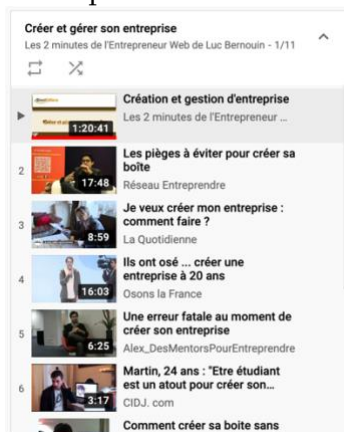 Créer et gérer son entreprise
Les 2 minutes de l'Entrepreneur Web de Luc Bernouin - 1/11
Création et gestion d'entreprise
Les 2 minutes de l'Entrepreneur ...
1:20:41
2
Les pièges à éviter pour créer sa
boîte
Réseau Entreprendre
17:48
3
Je veux créer mon entreprise :
comment faire ?
La Quotidienne
8:59
4
Ils ont osé ... créer une
entreprise à 20 ans
Osons la France
16:03
5
Une erreur fatale au moment de
créer son entreprise
Alex_DesMentorsPourEntreprendre
6:25
6
Martin, 24 ans : "Etre étudiant
est un atout pour créer son...
CIDJ. com
3:17
Comment créer sa boite sans